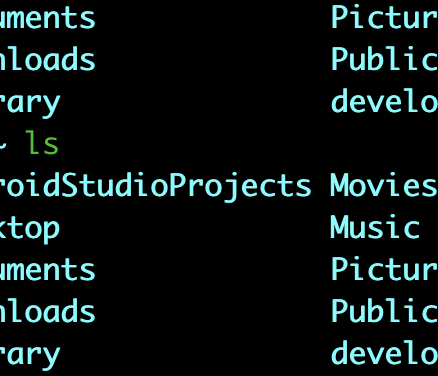 uments Pictur
nloads Public
rary develo
~ ls
roidStudioProjects Movies
ktop Music
uments Pictur
nloads Public
rary develo